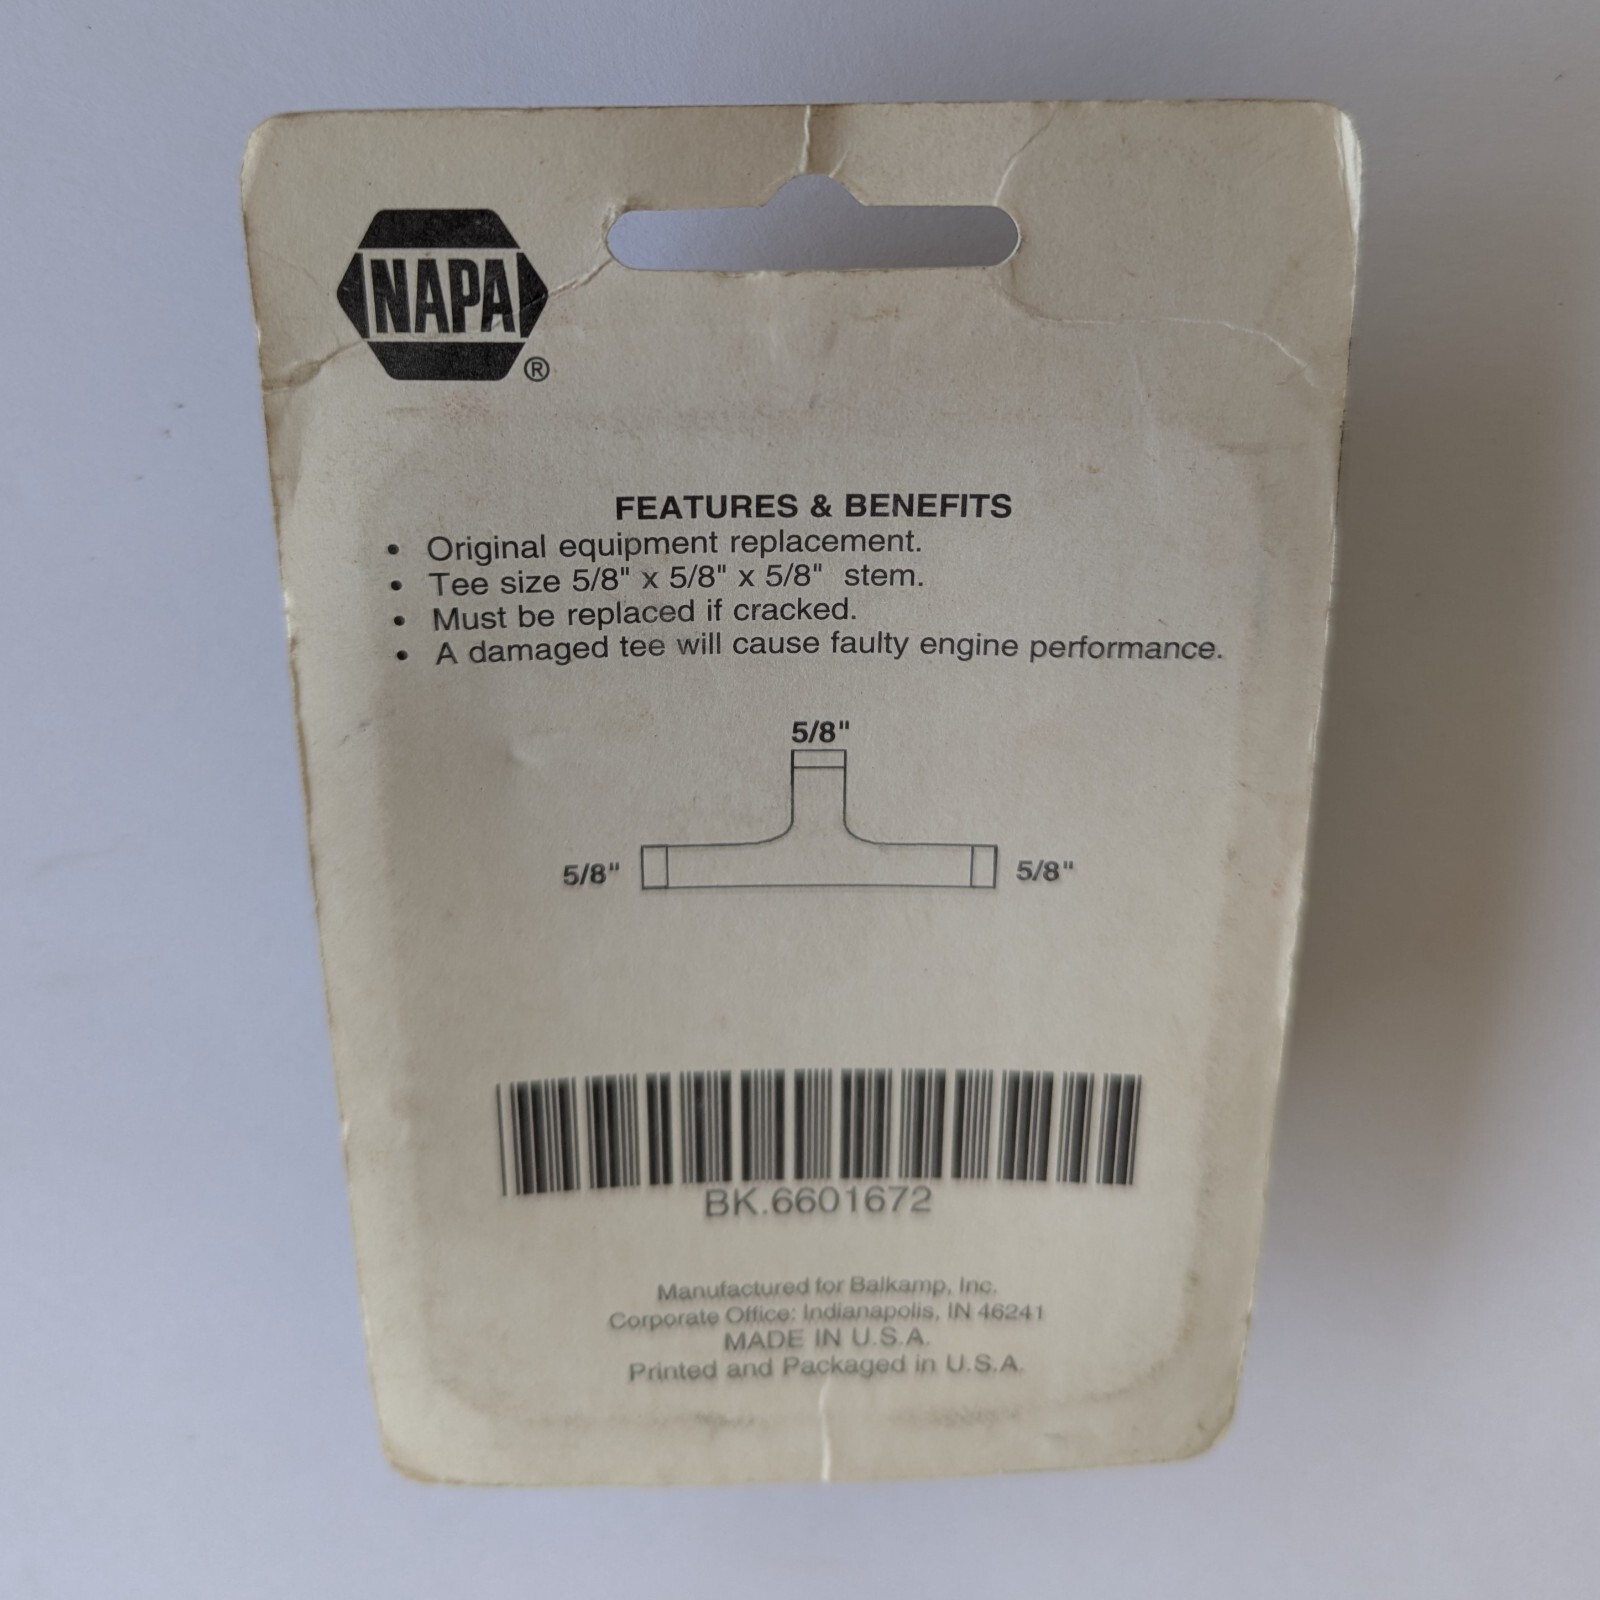 NAPA®
FEATURES & BENEFITS
• Original equipment replacement.
• Tee size 5/8" x 5/8" x 5/8" stem.
• Must be replaced if cracked.
• A damaged tee will cause faulty engine performance.
5/8"
5/8" 5/8"
BK.6601672
Manufactured for Balkamp, Inc.
Corporate Office: Indianapolis, IN 46241
MADE IN U.S.A.
Printed and Packaged in U.S.A.